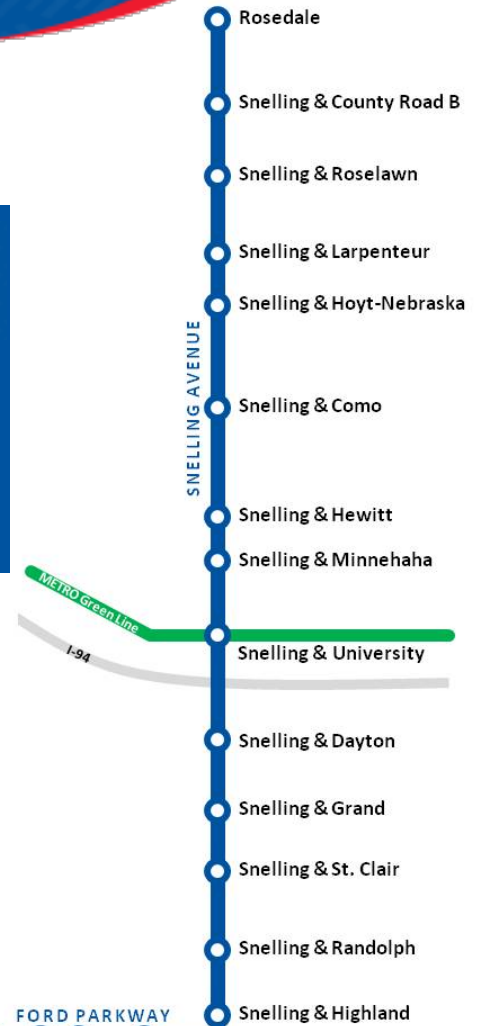 Rosedale
Snelling & County Road B
Snelling & Roselawn
Snelling & Larpenteur
Snelling & Hoyt-Nebraska
SNELLING AVENUE
Snelling & Como
Snelling & Hewitt
Snelling & Minnehaha
METRO Green Line
Snelling & University
I-94
Snelling & Dayton
Snelling & Grand
Snelling & St. Clair
Snelling & Randolph
FORD PARKWAY
Snelling & Highland